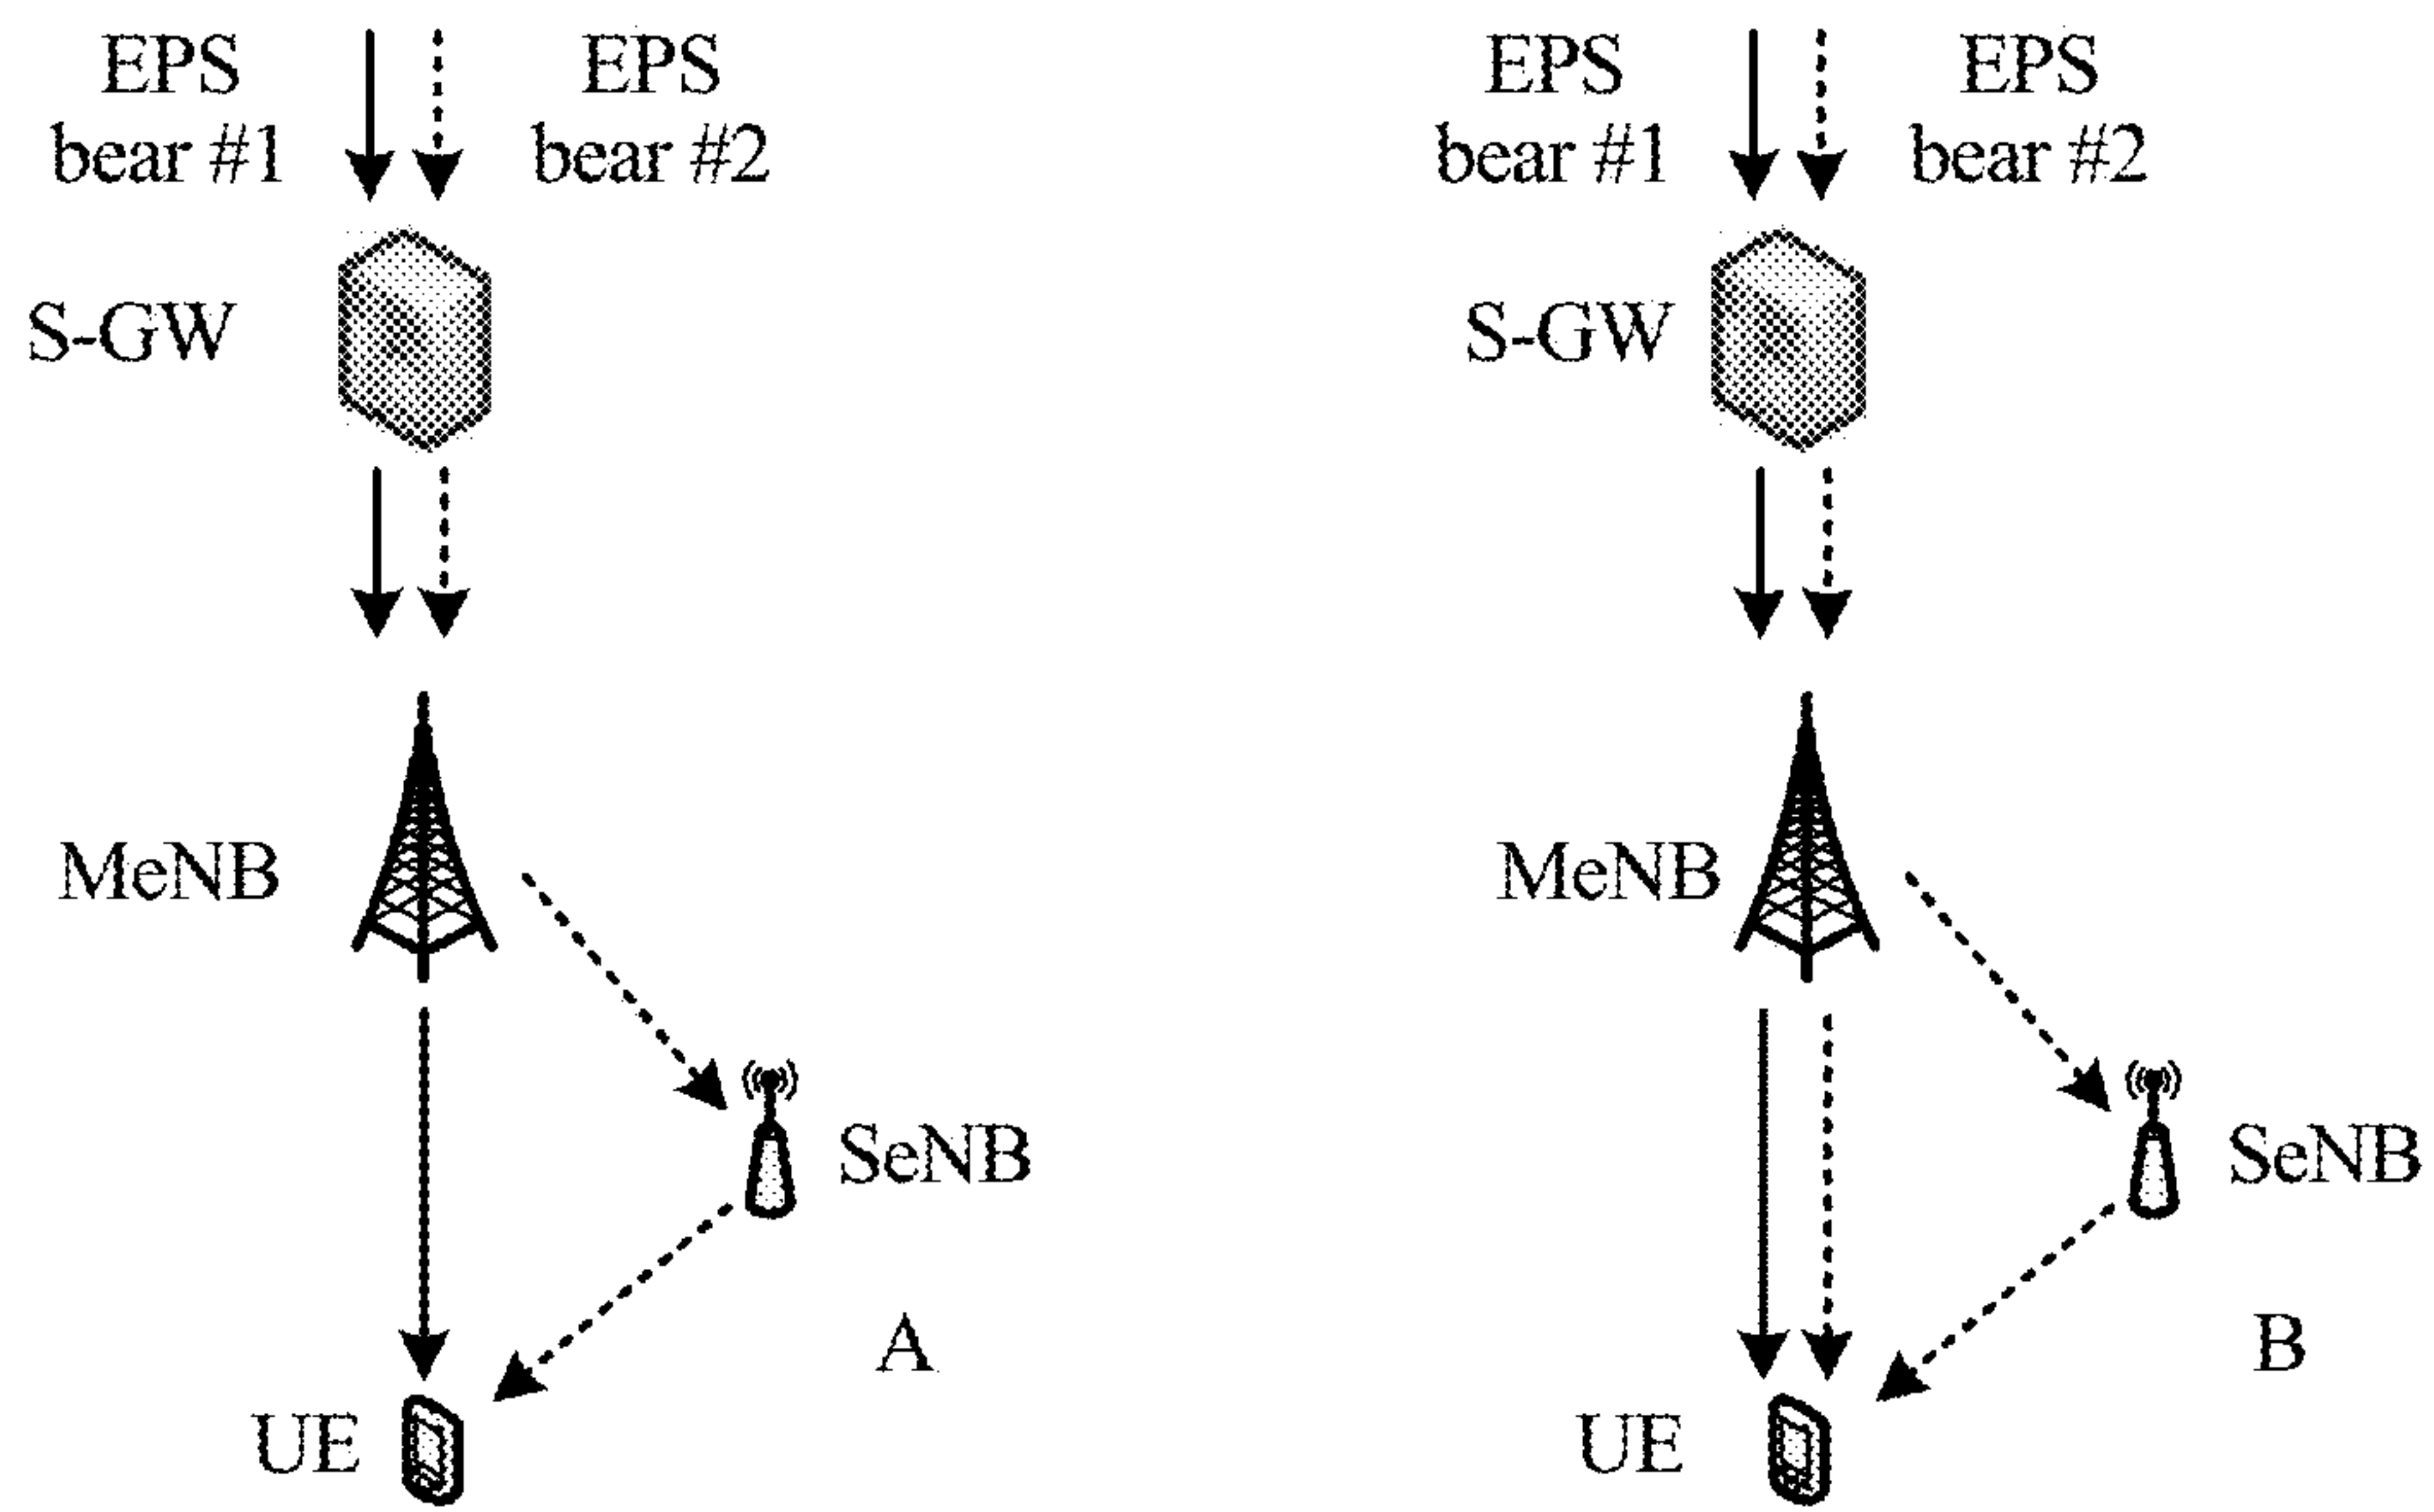 EPS
bear #1
EPS
bear #2
S-GW
MeNB
SeNB
A
UE
EPS
bear #1
EPS
bear #2
S-GW
MeNB
SeNB
B
UE